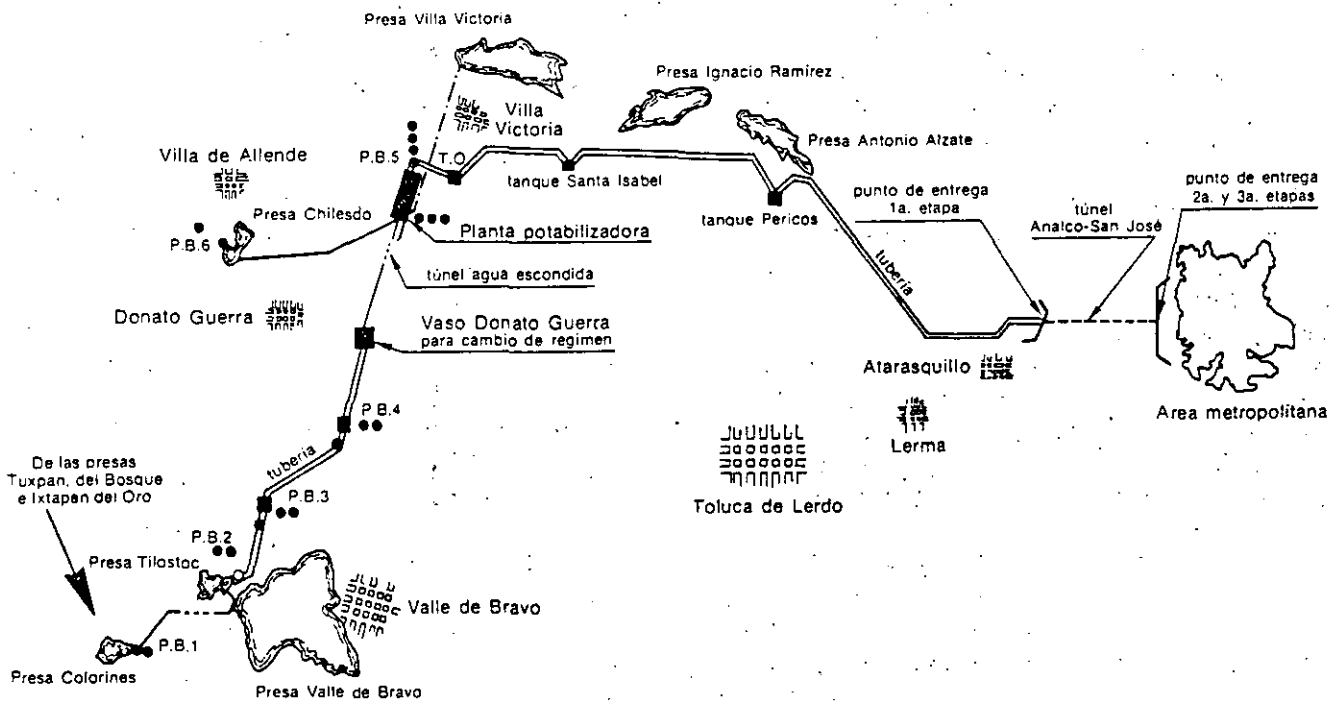 Presa Villa Victoria
Presa Ignacio Ramírez
Villa
Victoria
Presa Antonio Alzate
Villa de Allende
P.B.5
T.O
tanque Santa Isabel
punto de entrega
1a. etapa
túnel
Analco-San José
punto de entrega
2a. y 3a. etapas
Presa Chilesdo
tanque Pericos
P.B.6
Planta potabilizadora
túnel agua escondida
tubería
Donato Guerra
Vaso Donato Guerra
para cambio de régimen
Atarasquillo
Area metropolitana
P.B.4
Lerma
De las presas
Tuxpan, del Bosque
e Ixtapan del Oro
tubería
P.B.3
Toluca de Lerdo
P.B.2
Presa Tilostoc
Valle de Bravo
P.B.1
Presa Colorines
Presa Valle de Bravo